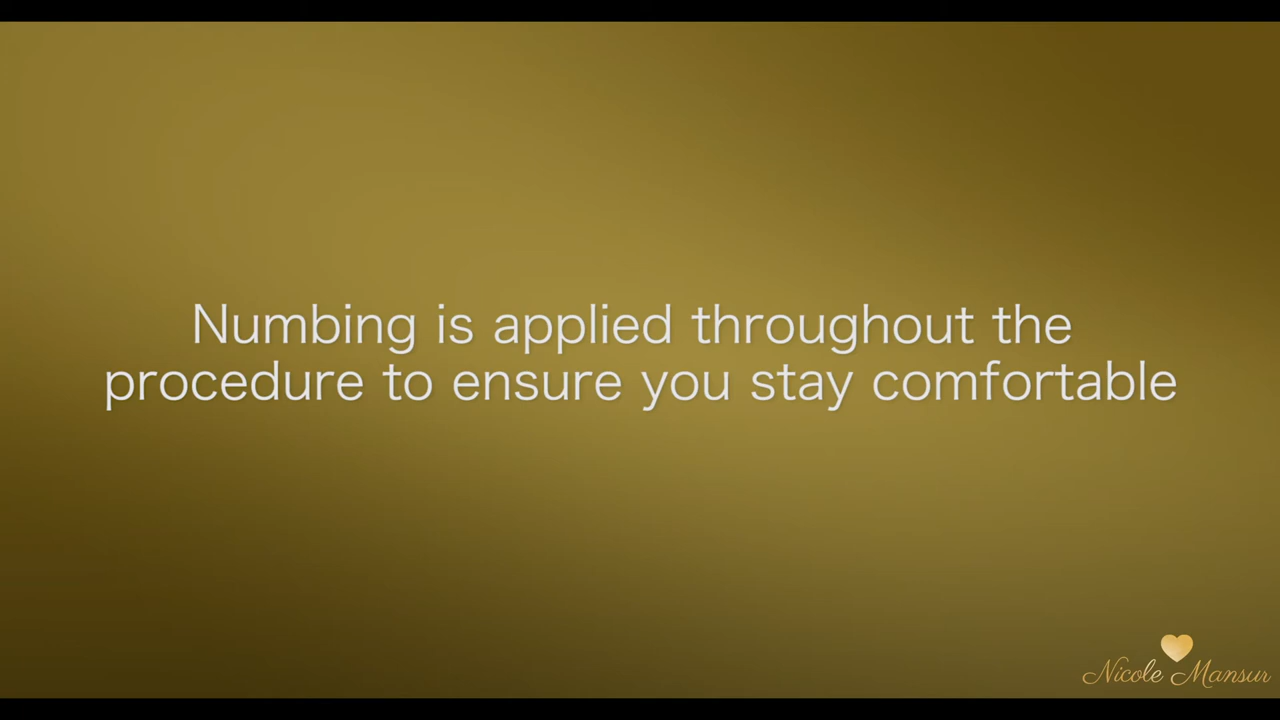 Numbing is applied throughout the
procedure to ensure you stay comfortable
Nicole Mansur